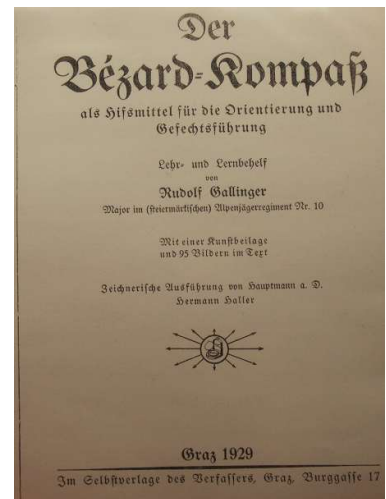 Der
Bézard-Kompaß
als Hilfsmittel für die Orientierung und
Gefechtsführung
Lehr- und Lernbehelf
von
Rudolf Gallinger
Major im (steiermärkischen) Alpenjägerregiment Nr. 10
Mit einer Kunstbeilage
und 95 Bildern im Text
Zeichnerische Ausführung von Hauptmann a. D.
Hermann Haller
Graz 1929
Im Selbstverlage des Verfassers, Graz, Burggasse 17